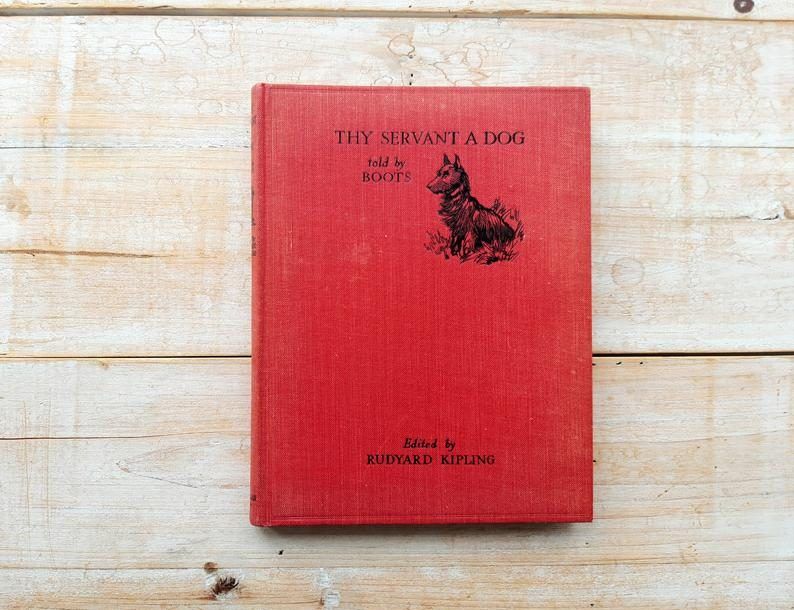 THY SERVANT A DOG
told by
BOOTS
Edited by
RUDYARD KIPLING